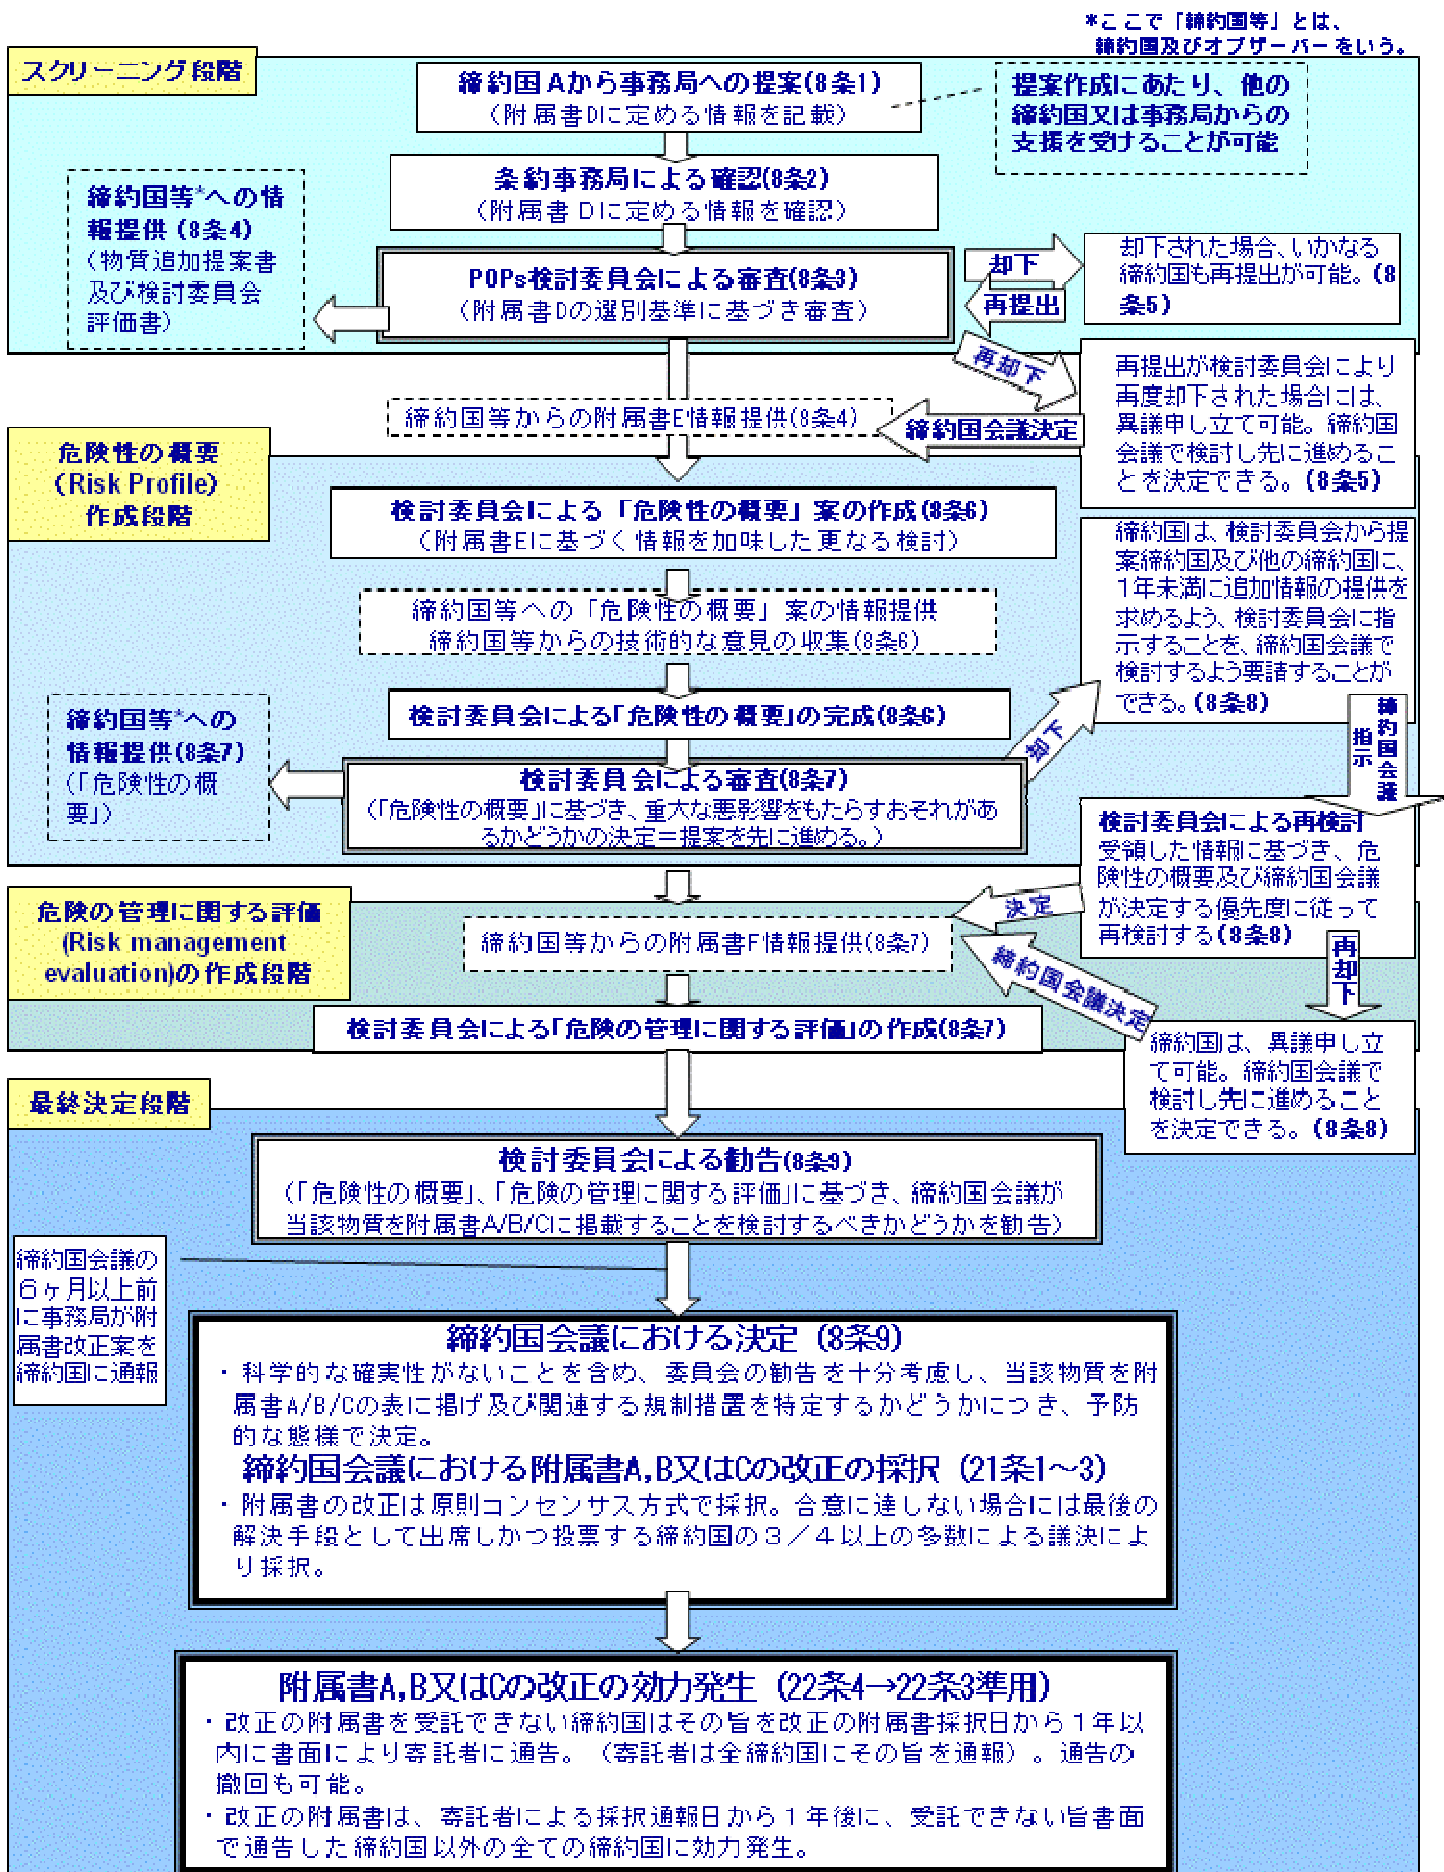 *ここで「締約国等」とは、
締約国及びオブザーバーをいう。
スクリーニング段階
締約国Aから事務局への提案(8条1)
（附属書Dに定める情報を記載）
提案作成にあたり、他の
締約国又は事務局からの
支援を受けることが可能
条約事務局による確認(8条2)
（附属書Dに定める情報を確認）
締約国等*への情
報提供(8条4)
（物質追加提案書
及び検討委員会
評価書）
POPs検討委員会による審査(8条3)
（附属書Dの選別基準に基づき審査）
却下
再提出
却下された場合、いかなる
締約国も再提出が可能。(8
条5)
再却下
再提出が検討委員会により
再度却下された場合には、
異議申し立て可能。締約国
会議で検討し先に進めるこ
とを決定できる。(8条5)
締約国等からの附属書E情報提供(8条4)
締約国会議決定
危険性の概要
(Risk Profile)
作成段階
検討委員会による「危険性の概要」案の作成(8条6)
（附属書Eに基づく情報を加味した更なる検討）
締約国は、検討委員会から提
案締約国及び他の締約国に、
1年未満に追加情報の提供を
求めるよう、検討委員会に指
示することを、締約国会議で
検討するよう要請することが
できる。(8条8)
締約国等への「危険性の概要」案の情報提供
締約国等からの技術的な意見の収集(8条6)
検討委員会による「危険性の概要」の完成(8条6)
締約国等*への
情報提供(8条7)
（「危険性の概
要」）
却下
締約国会議
指示
検討委員会による審査(8条7)
（「危険性の概要」に基づき、重大な悪影響をもたらすおそれがあ
るかどうかの決定＝提案を先に進める。）
検討委員会による再検討
受領した情報に基づき、危
険性の概要及び締約国会議
が決定する優先度に従って
再検討する(8条8)
危険の管理に関する評価
(Risk management
evaluation)の作成段階
決定
締約国等からの附属書F情報提供(8条7)
締約国会議決定
再却下
検討委員会による「危険の管理に関する評価」の作成(8条7)
締約国は、異議申し立
て可能。締約国会議で
検討し先に進めること
を決定できる。(8条8)
最終決定段階
検討委員会による勧告(8条9)
（「危険性の概要」、「危険の管理に関する評価」に基づき、締約国会議が
当該物質を附属書A/B/Cに掲載することを検討するべきかどうかを勧告）
締約国会議の
６ヶ月以上前
に事務局が附
属書改正案を
締約国に通報
締約国会議における決定（8条9）
・科学的な確実性がないことを含め、委員会の勧告を十分考慮し、当該物質を附
属書A/B/Cの表に掲げ及び関連する規制措置を特定するかどうかにつき、予防
的な態様で決定。
締約国会議における附属書A,B又はCの改正の採択（21条1～3）
・附属書の改正は原則コンセンサス方式で採択。合意に達しない場合には最後の
解決手段として出席しかつ投票する締約国の３／４以上の多数による議決によ
り採択。
附属書A,B又はCの改正の効力発生（22条4→22条3準用）
・改正の附属書を受託できない締約国はその旨を改正の附属書採択日から１年以
内に書面により寄託者に通告。（寄託者は全締約国にその旨を通報）。通告の
撤回も可能。
・改正の附属書は、寄託者による採択通報日から１年後に、受託できない旨書面
で通告した締約国以外の全ての締約国に効力発生。